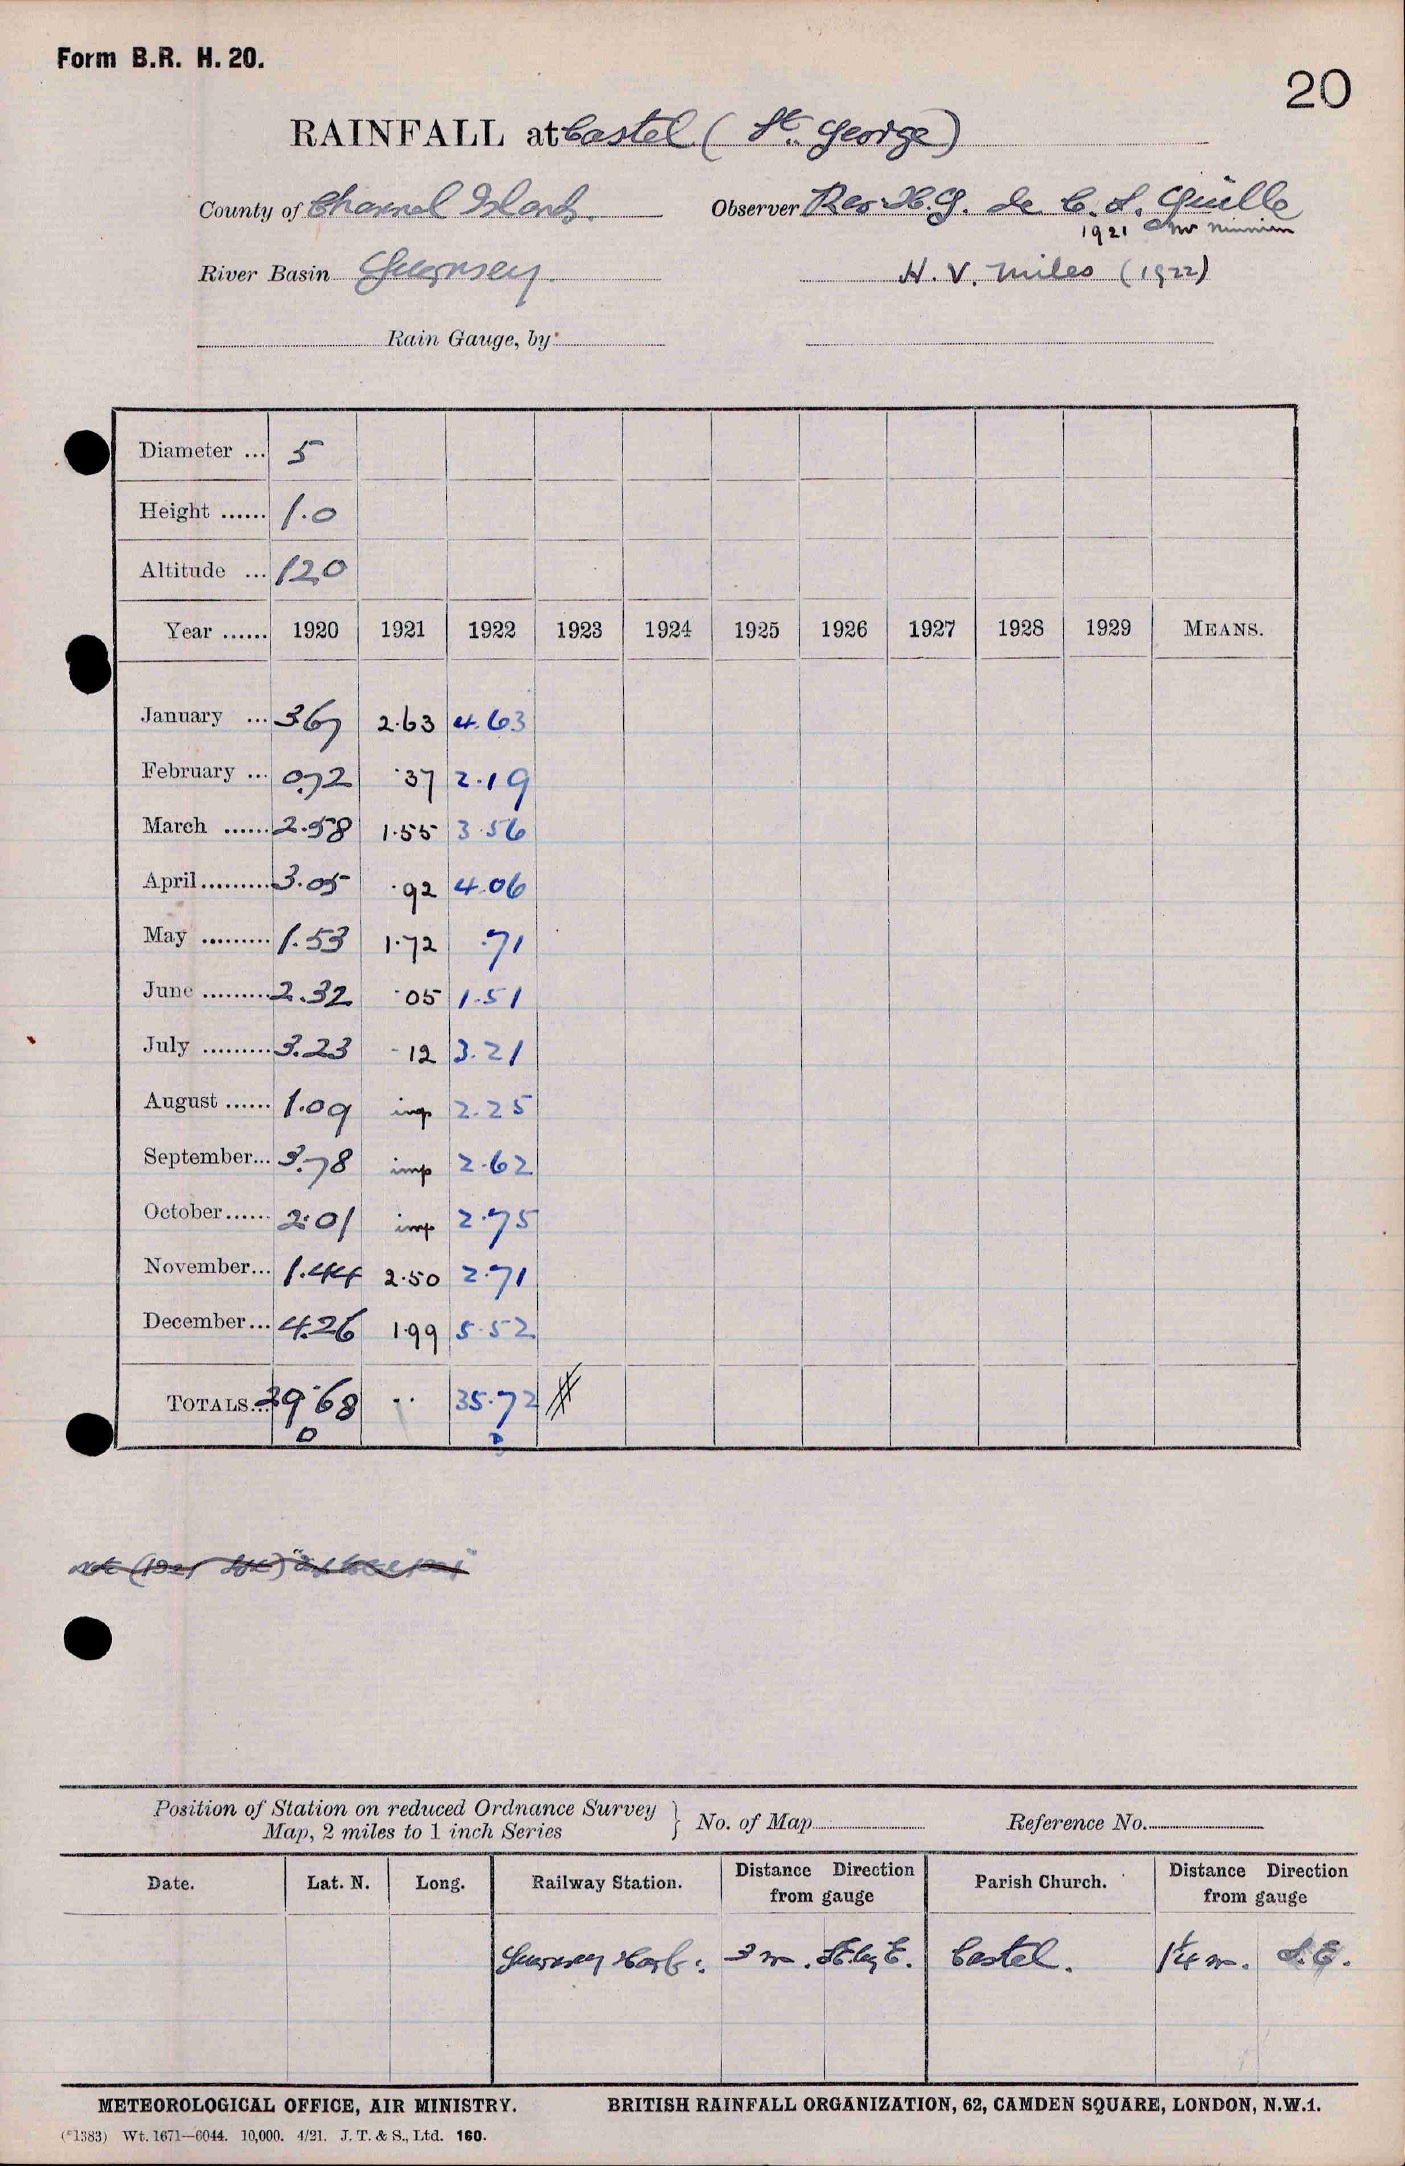 Form B.R. H. 20.
20
RAINFALL at Castel (St. George)
County of Channel Islands. Observer Rev. H.G. de C. S. Guille
1921 Mr
River Basin Guernsey. H. V. Miles (1922)
Rain Gauge, by
Diameter ... 5
Height ...... 1.0
Altitude ... 120
Year ...... 1920 1921 1922 1923 1924 1925 1926 1927 1928 1929 MEANS.
January ... 3.67 2.63 4.63
February ... 0.72 .37 2.19
March ...... 2.58 1.55 3.56
April ......... 3.05 .92 4.06
May ......... 1.53 1.72 .71
June ......... 2.32 .05 1.51
July ......... 3.23 .12 3.21
August ...... 1.09 imp 2.25
September... 3.78 imp 2.62
October ...... 2.01 imp 2.75
November... 1.44 2.50 2.71
December... 4.26 1.99 5.52
TOTALS... 29.68 .. 35.72
D D
Position of Station on reduced Ordnance Survey
Map, 2 miles to 1 inch Series } No. of Map Reference No.
Date. Lat. N. Long. Railway Station. Distance Direction from gauge Parish Church. Distance Direction from gauge
Guernsey Harb. m. SE by E. Castel. 1¼ m. S.E.
METEOROLOGICAL OFFICE, AIR MINISTRY. BRITISH RAINFALL ORGANIZATION, 62, CAMDEN SQUARE, LONDON, N.W.1.
(*1383) Wt. 1671—6044. 10,000. 4/21. J. T. & S., Ltd. 160.